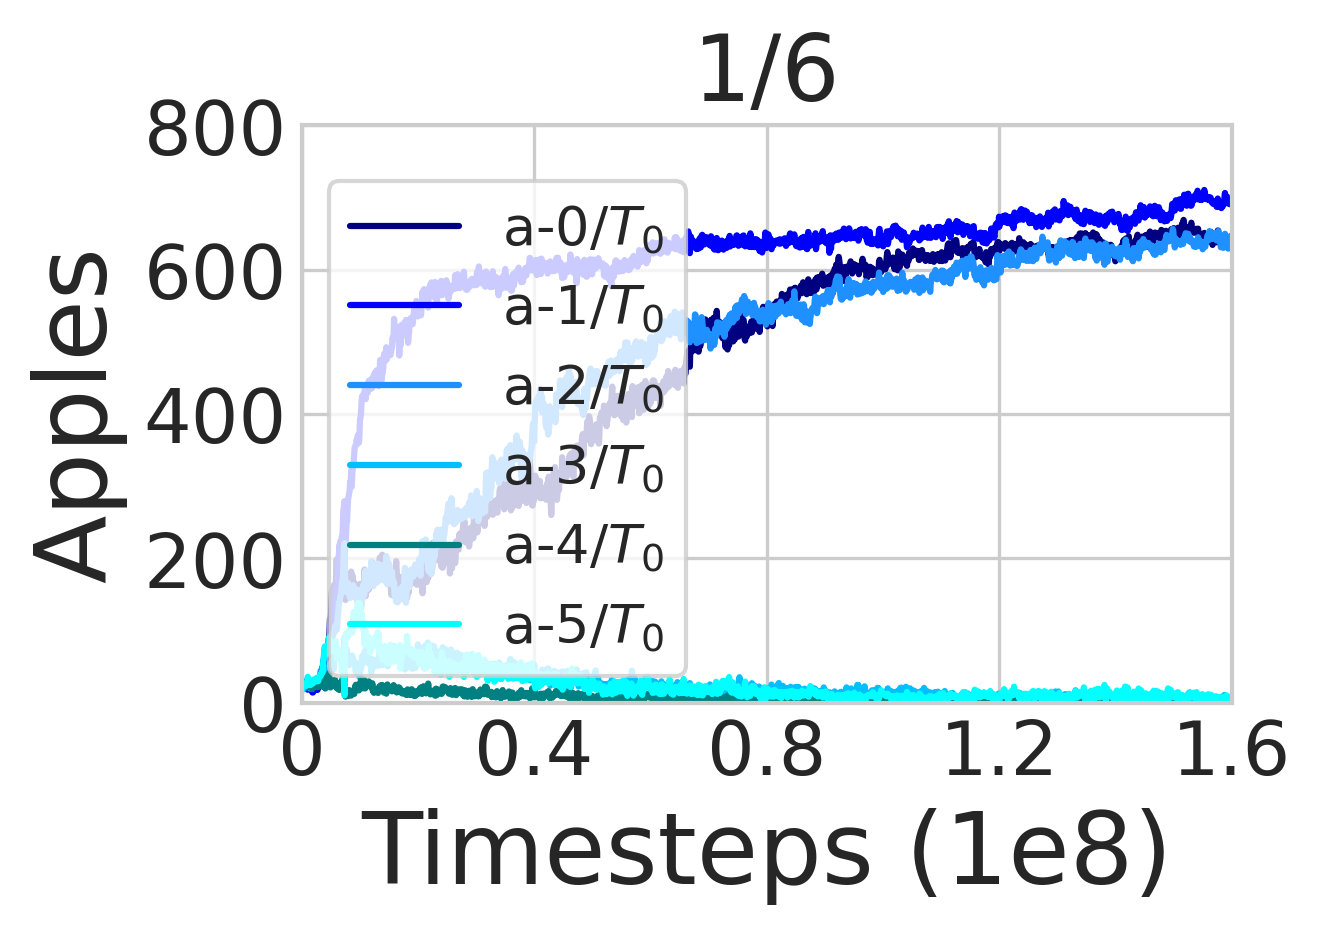 1/6
Apples
800
600
400
200
0
a-0/T₀
a-1/T₀
a-2/T₀
a-3/T₀
a-4/T₀
a-5/T₀
0 0.4 0.8 1.2 1.6
Timesteps (1e8)